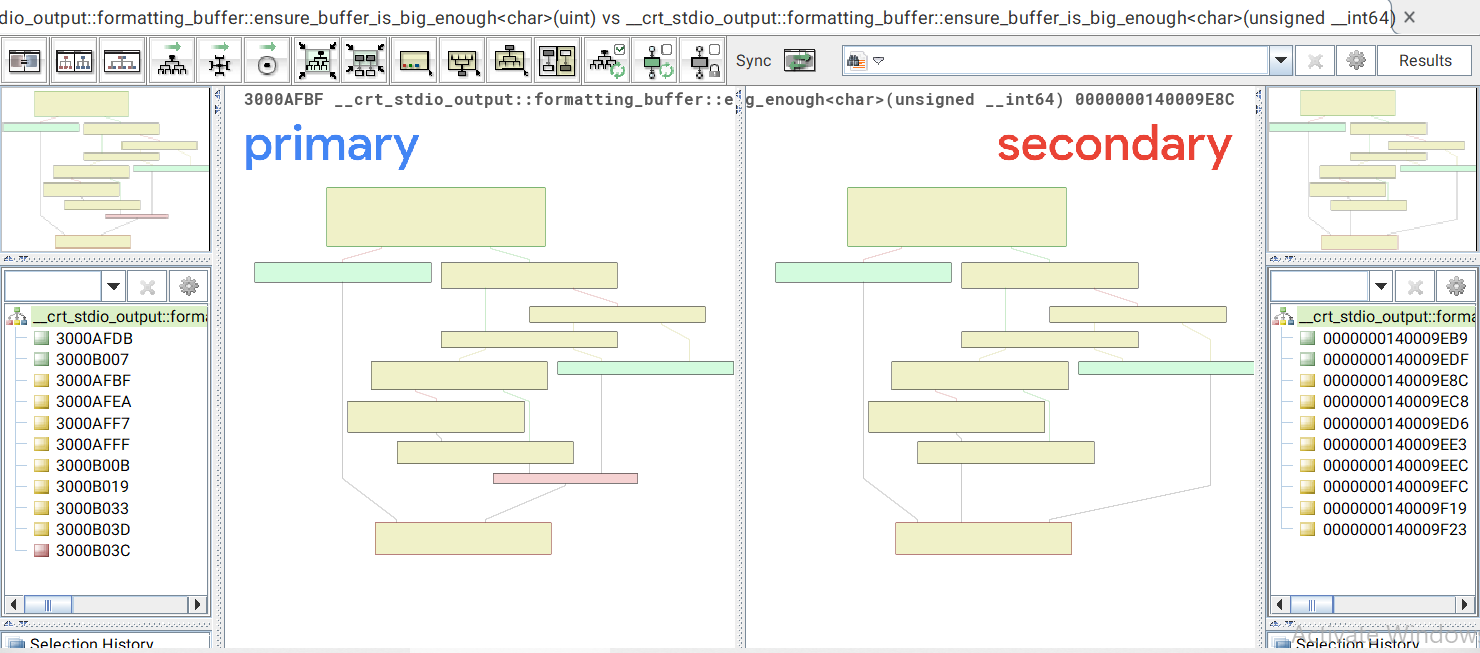 dio_output::formatting_buffer::ensure_buffer_is_big_enough<char>(uint) vs __crt_stdio_output::formatting_buffer::ensure_buffer_is_big_enough<char>(unsigned __int64)
Sync
Results
3000AFBF __crt_stdio_output::formatting_buffer::e
g_enough<char>(unsigned __int64) 0000000140009E8C
primary
secondary
__crt_stdio_output::forma
3000AFDB
3000B007
3000AFBF
3000AFEA
3000AFF7
3000AFFF
3000B00B
3000B019
3000B033
3000B03D
3000B03C
Selection History
__crt_stdio_output::forma
0000000140009EB9
0000000140009EDF
0000000140009E8C
0000000140009EC8
0000000140009ED6
0000000140009EE3
0000000140009EEC
0000000140009EFC
0000000140009F19
0000000140009F23
Activate Window
Selection History